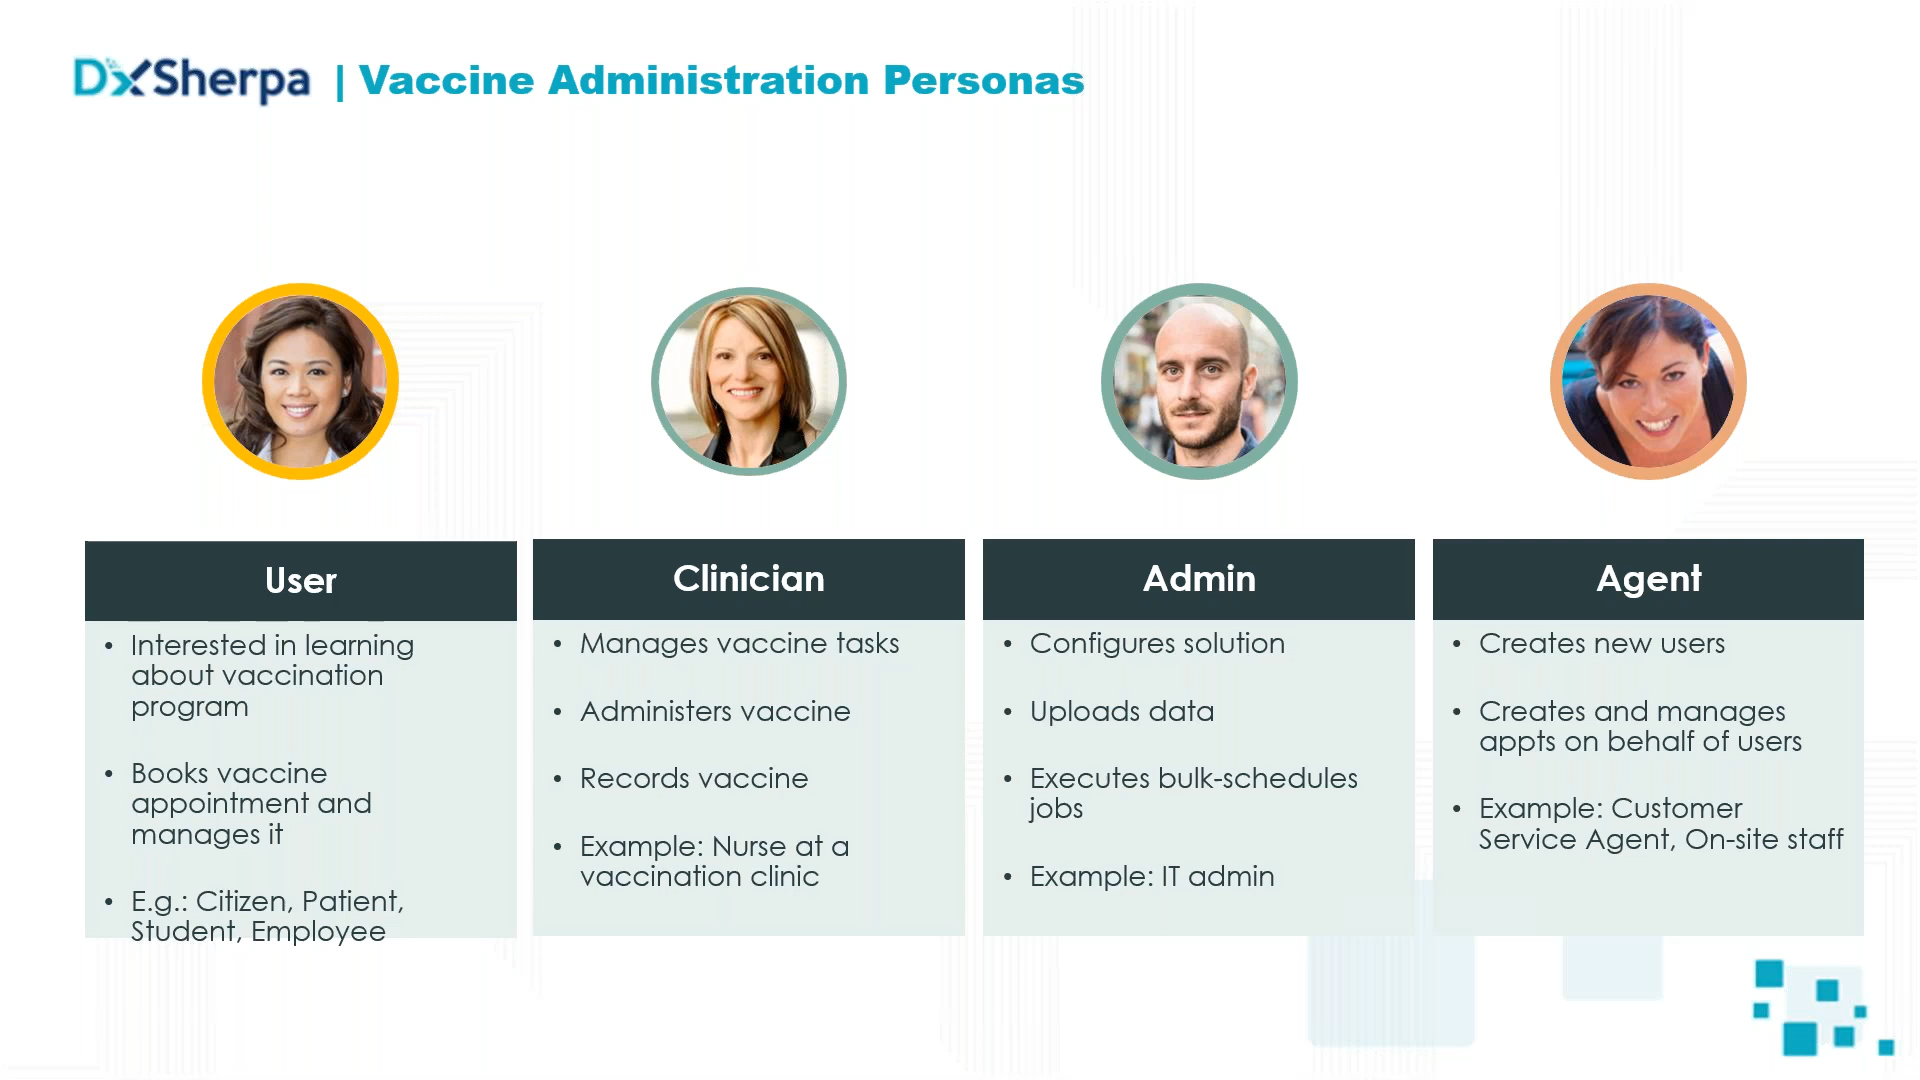 DxSherpa | Vaccine Administration Personas
User
• Interested in learning
about vaccination
program
• Books vaccine
appointment and
manages it
• E.g.: Citizen, Patient,
Student, Employee
Clinician
• Manages vaccine tasks
• Administers vaccine
• Records vaccine
• Example: Nurse at a
vaccination clinic
Admin
• Configures solution
• Uploads data
• Executes bulk-schedules
jobs
• Example: IT admin
Agent
• Creates new users
• Creates and manages
appts on behalf of users
• Example: Customer
Service Agent, On-site staff